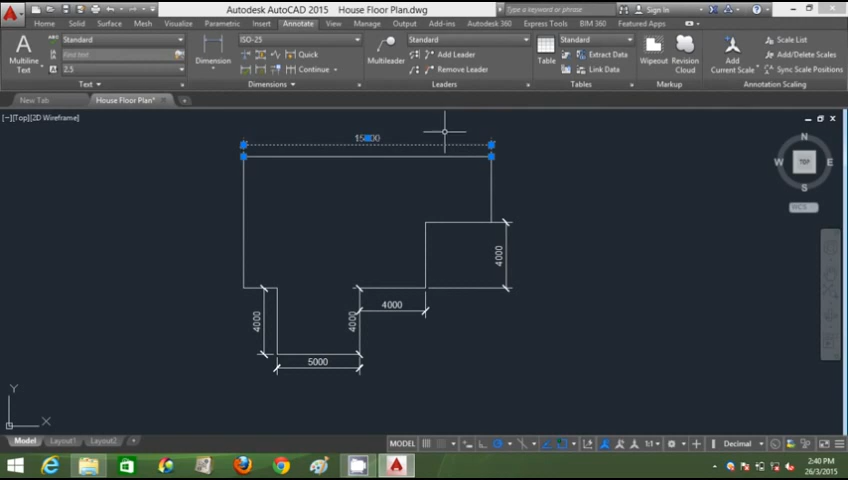 Autodesk AutoCAD 2015 House Floor Plan.dwg
Type a keyword or phrase
Sign In
Home Solid Surface Mesh Visualize Parametric Insert Annotate View Manage Output Add-ins Autodesk 360 Express Tools BIM 360 Featured Apps
Standard
Find text
2.5
Multiline
Text
Text
Dimension
ISO-25
Quick
Continue
Dimensions
Multileader
Standard
Add Leader
Remove Leader
Leaders
Table
Standard
Extract Data
Link Data
Tables
Wipeout
Revision
Cloud
Markup
Add
Current Scale
Scale List
Add/Delete Scales
Sync Scale Positions
Annotation Scaling
New Tab
House Floor Plan*
[−][Top][2D Wireframe]
N
W
TOP
E
S
WCS
4000
4000
4000
4000
5000
Y
X
Model Layout1 Layout2
MODEL
1:1
Decimal
2:40 PM
26/3/2015